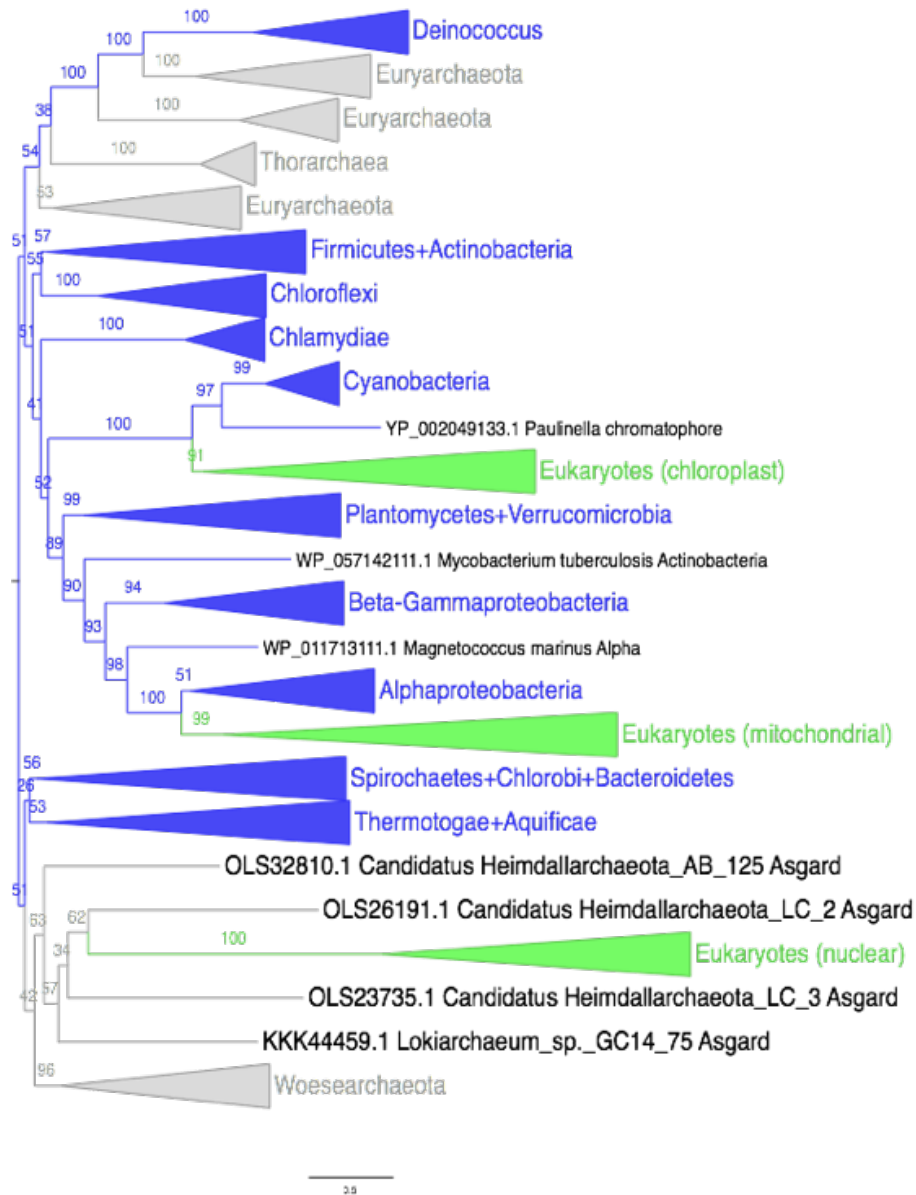 100
Deinococcus
100
100
Euryarchaeota
100
100
Euryarchaeota
38
100
Thorarchaea
54
53
Euryarchaeota
51
57
Firmicutes+Actinobacteria
55
100
Chloroflexi
51
100
Chlamydiae
99
Cyanobacteria
97
41
YP_002049133.1 Paulinella chromatophore
100
91
Eukaryotes (chloroplast)
52
99
Plantomycetes+Verrucomicrobia
89
WP_057142111.1 Mycobacterium tuberculosis Actinobacteria
90
94
Beta-Gammaproteobacteria
93
WP_011713111.1 Magnetococcus marinus Alpha
98
51
Alphaproteobacteria
100
99
Eukaryotes (mitochondrial)
56
Spirochaetes+Chlorobi+Bacteroidetes
26
53
Thermotogae+Aquificae
OLS32810.1 Candidatus Heimdallarchaeota_AB_125 Asgard
51
62
OLS26191.1 Candidatus Heimdallarchaeota_LC_2 Asgard
63
100
34
Eukaryotes (nuclear)
42
57
OLS23735.1 Candidatus Heimdallarchaeota_LC_3 Asgard
KKK44459.1 Lokiarchaeum_sp._GC14_75 Asgard
96
Woesearchaeota